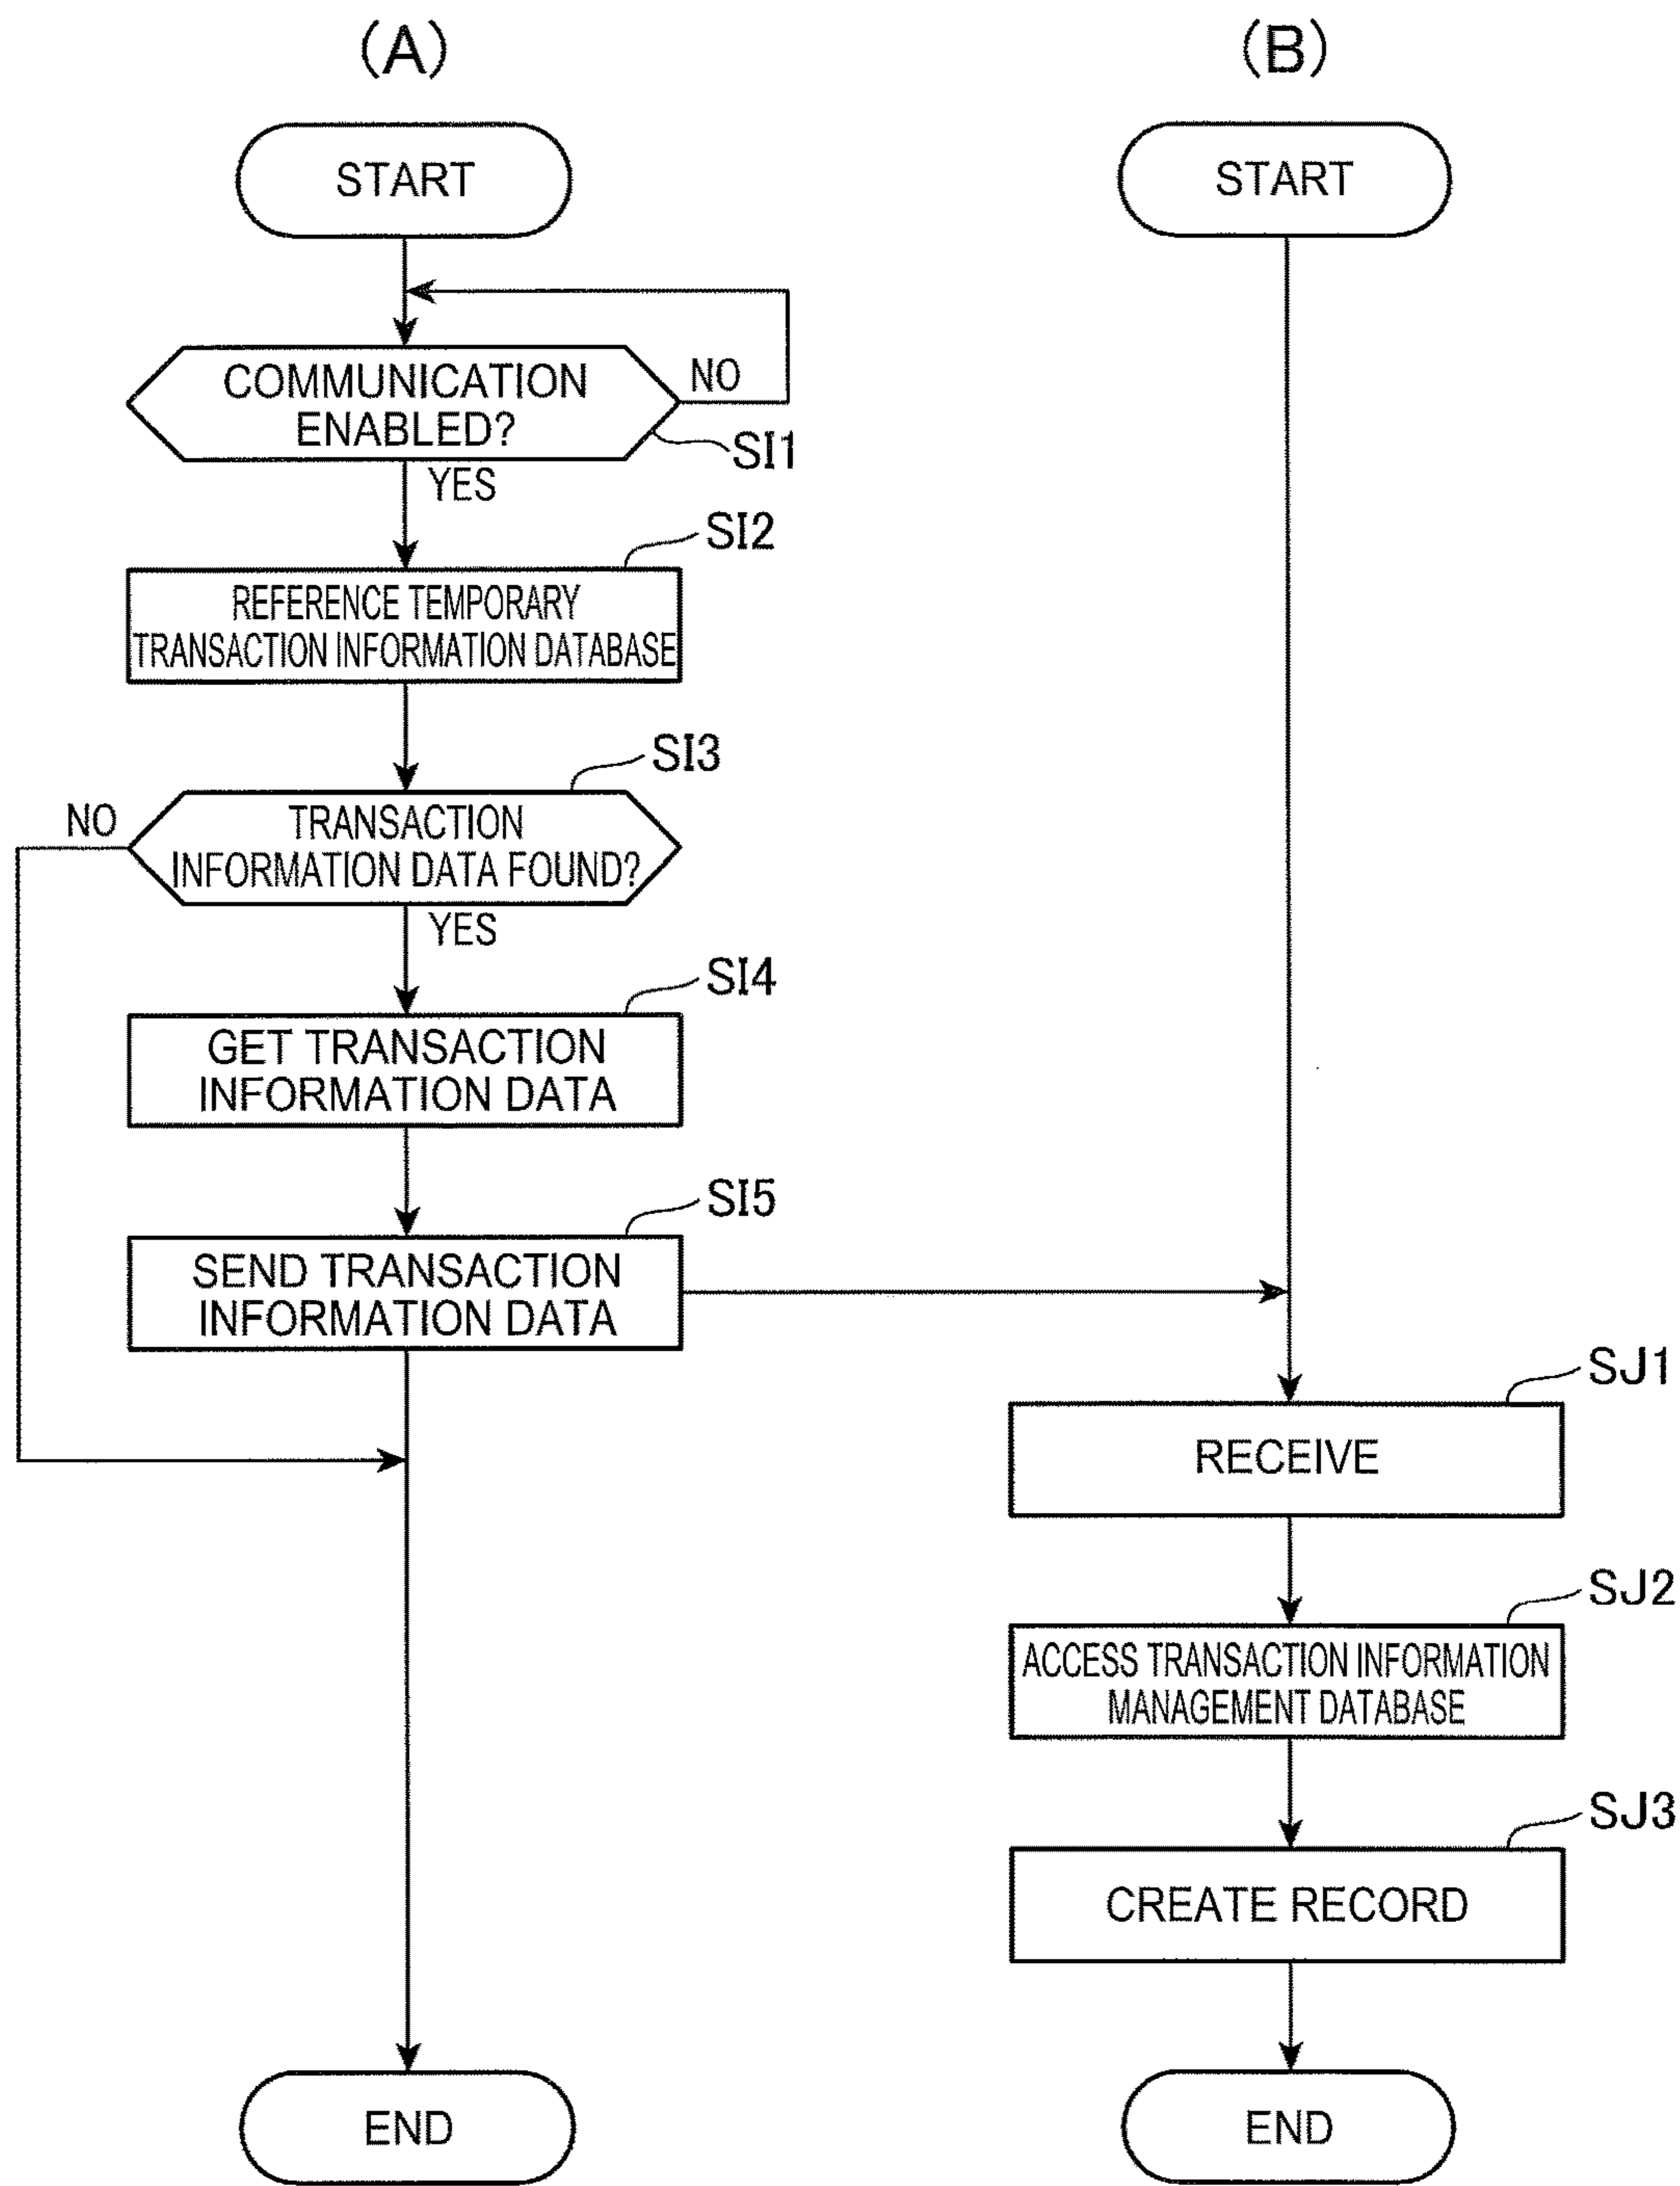 (A)
START
COMMUNICATION
ENABLED?
NO
SI1
YES
SI2
REFERENCE TEMPORARY
TRANSACTION INFORMATION DATABASE
SI3
NO
TRANSACTION
INFORMATION DATA FOUND?
YES
SI4
GET TRANSACTION
INFORMATION DATA
SI5
SEND TRANSACTION
INFORMATION DATA
END
(B)
START
SJ1
RECEIVE
SJ2
ACCESS TRANSACTION INFORMATION
MANAGEMENT DATABASE
SJ3
CREATE RECORD
END